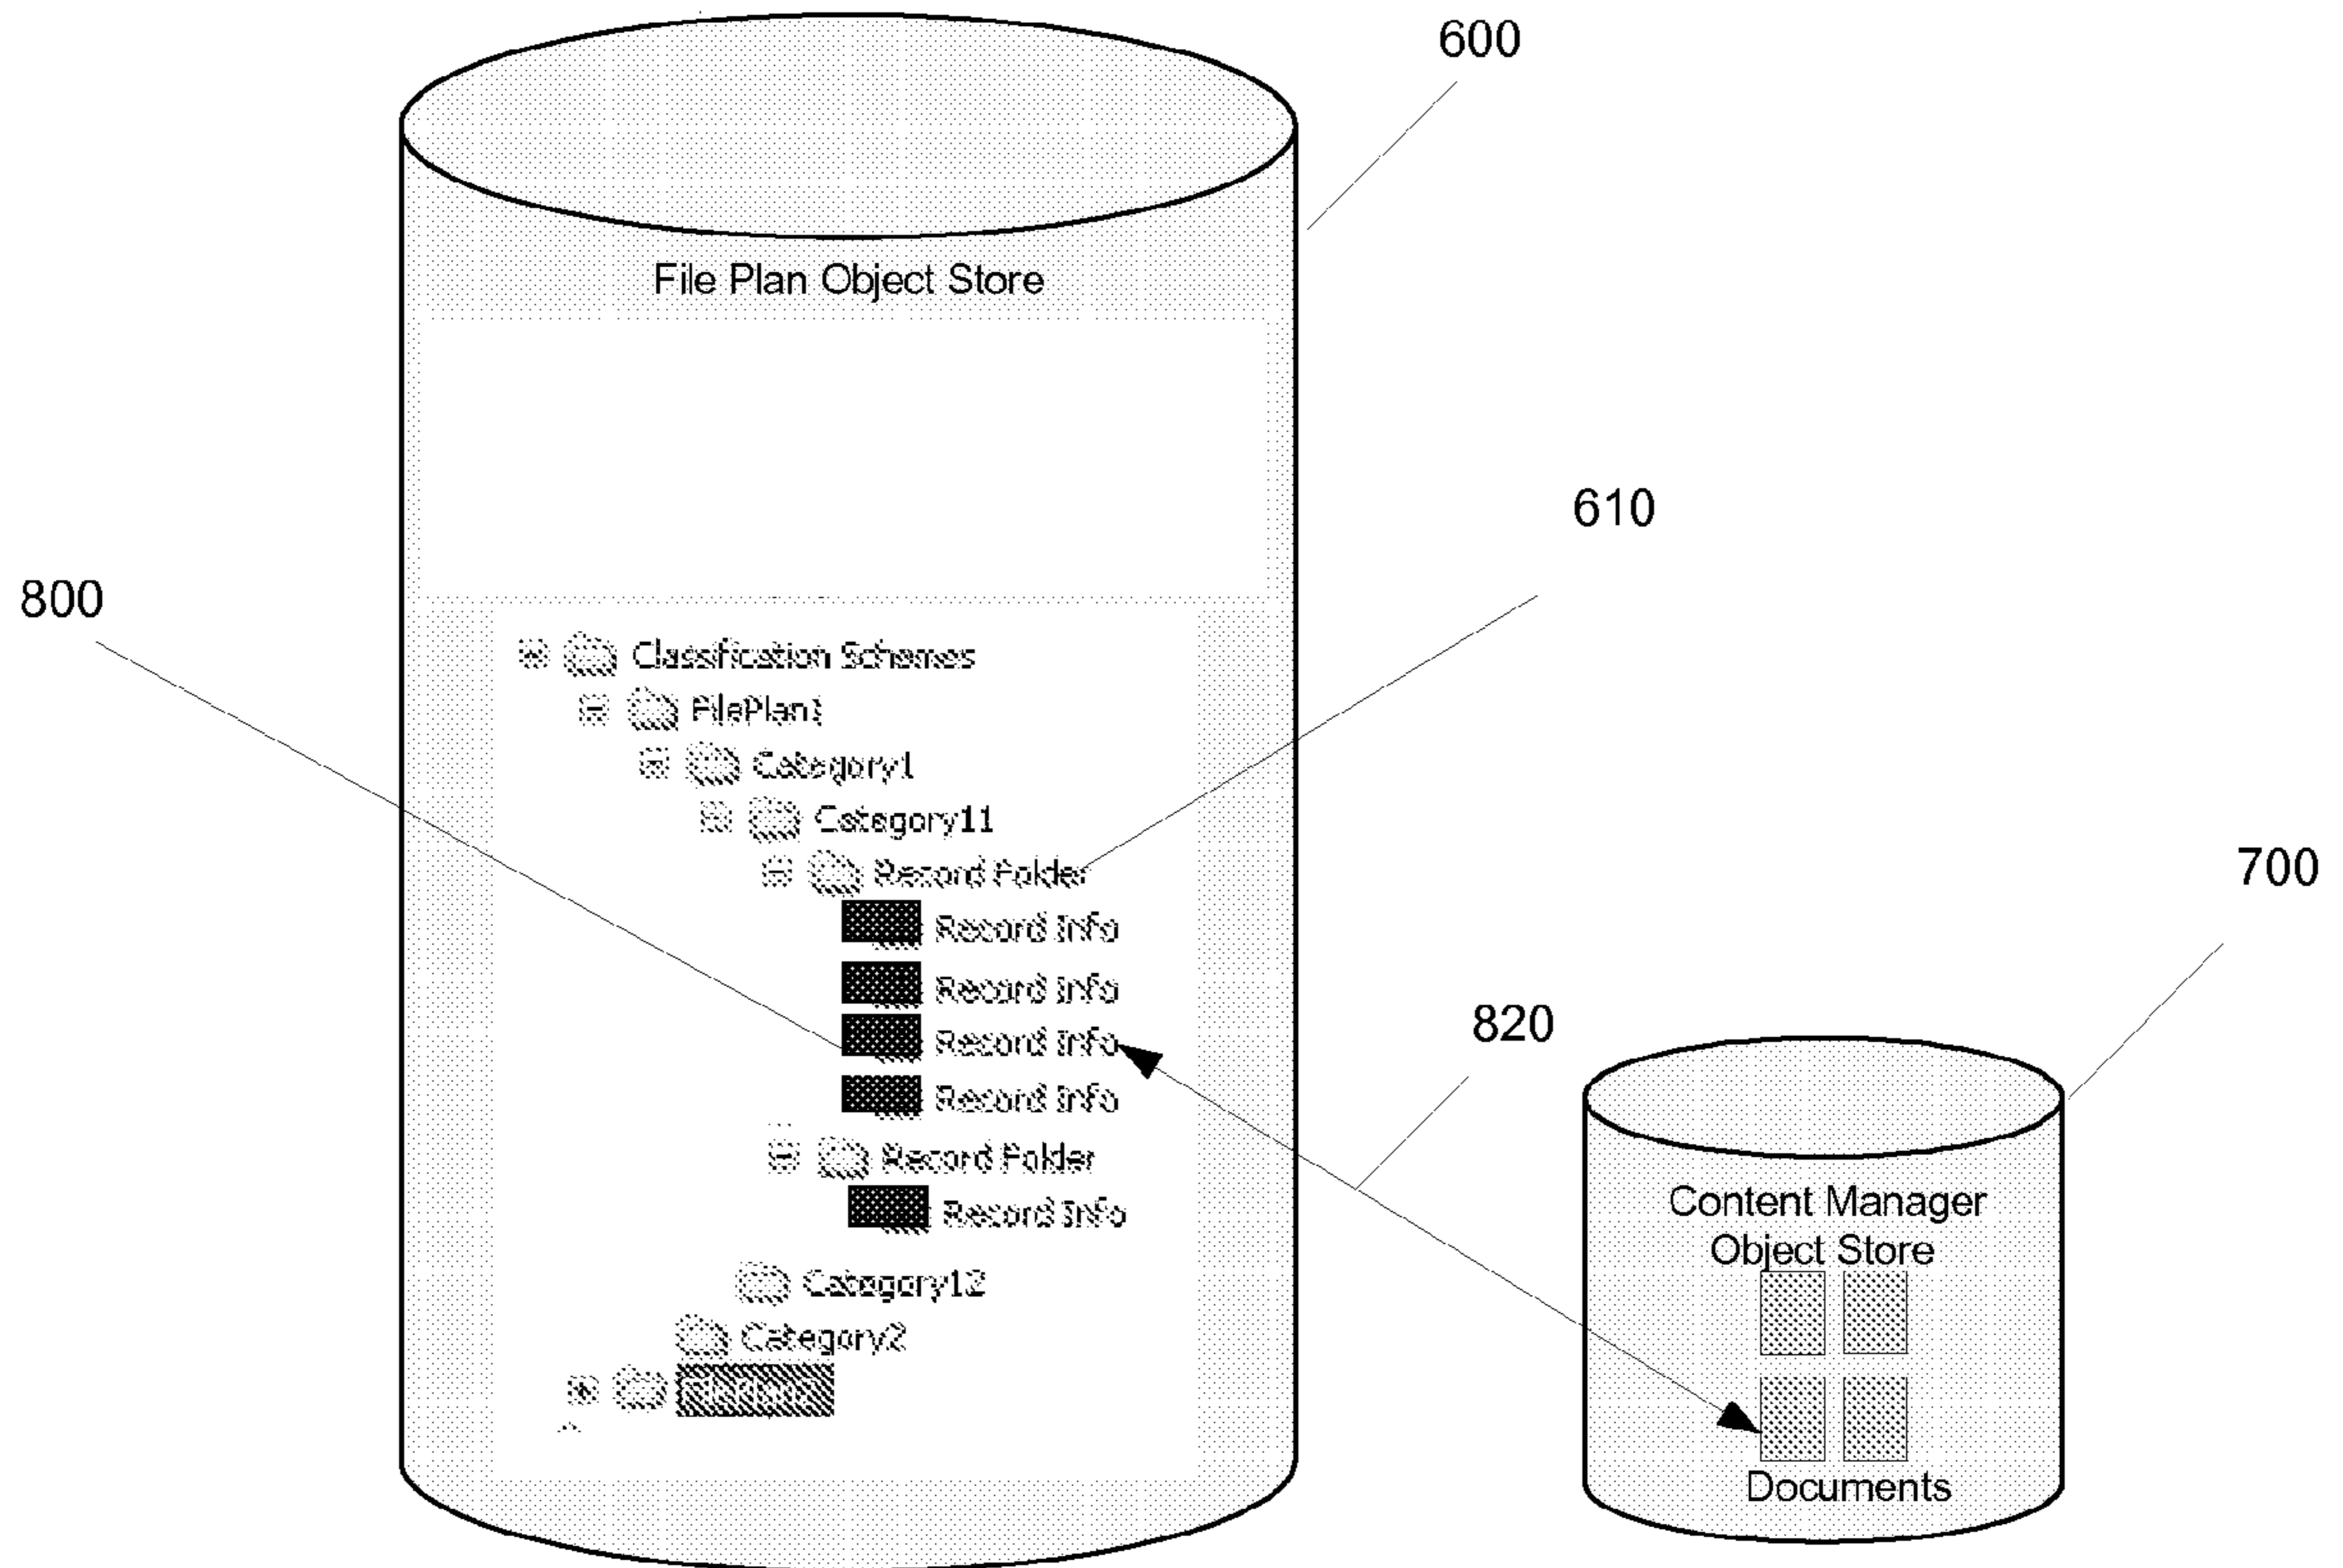 600
File Plan Object Store
610
800
Classification Schemes
FilePlan1
Category1
Category11
Record Folder
Record Info
Record Info
Record Info
Record Info
Record Folder
Record Info
Category12
Category2
700
820
Content Manager
Object Store
Documents